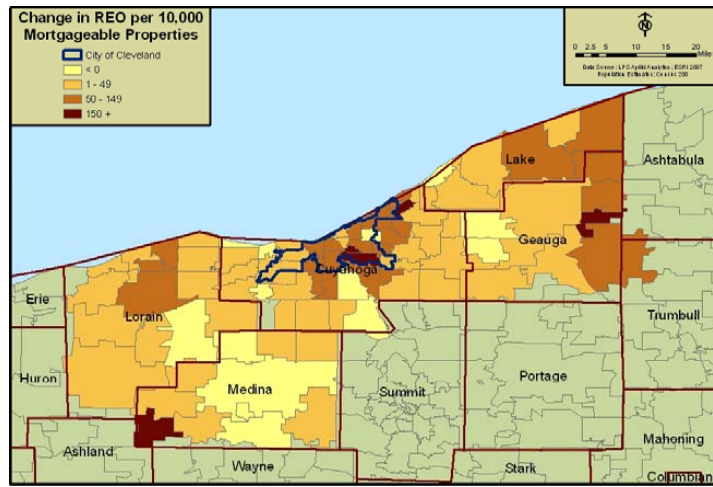 Change in REO per 10,000
Mortgageable Properties
City of Cleveland
< 0
1 - 49
50 - 149
150 +
N
0 2.5 5 10 15 20
Mile
Lake
Ashtabula
Geauga
Cuyahoga
Erie
Lorain
Trumbull
Huron
Medina
Summit
Portage
Ashland
Mahoning
Wayne
Stark
Columbian